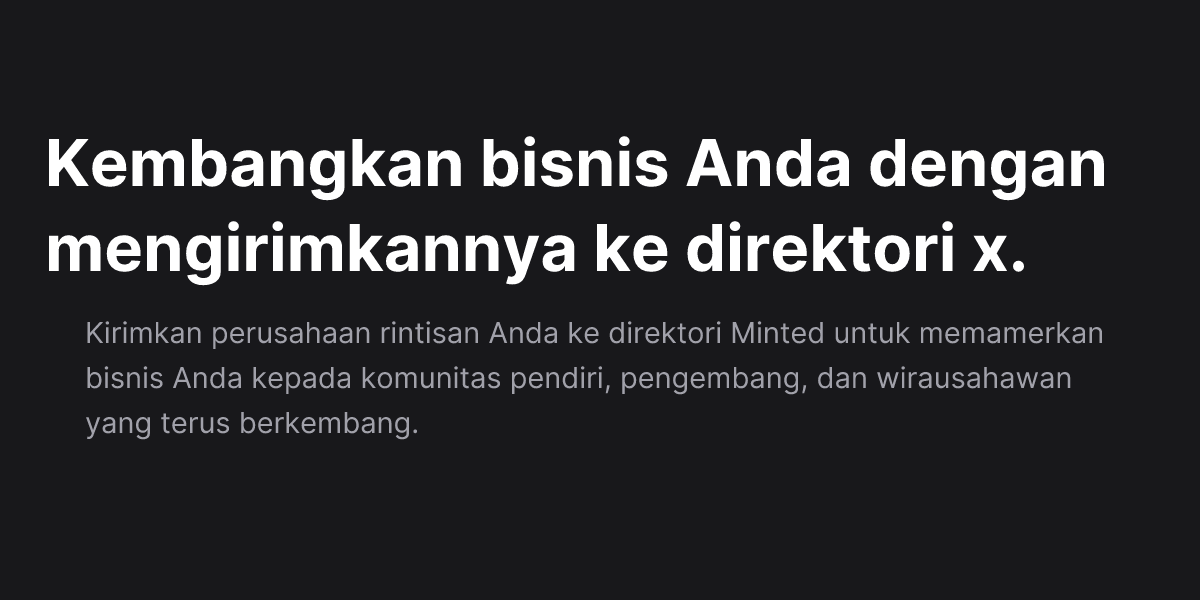 Kembangkan bisnis Anda dengan
mengirimkannya ke direktori x.
Kirimkan perusahaan rintisan Anda ke direktori Minted untuk memamerkan
bisnis Anda kepada komunitas pendiri, pengembang, dan wirausahawan
yang terus berkembang.